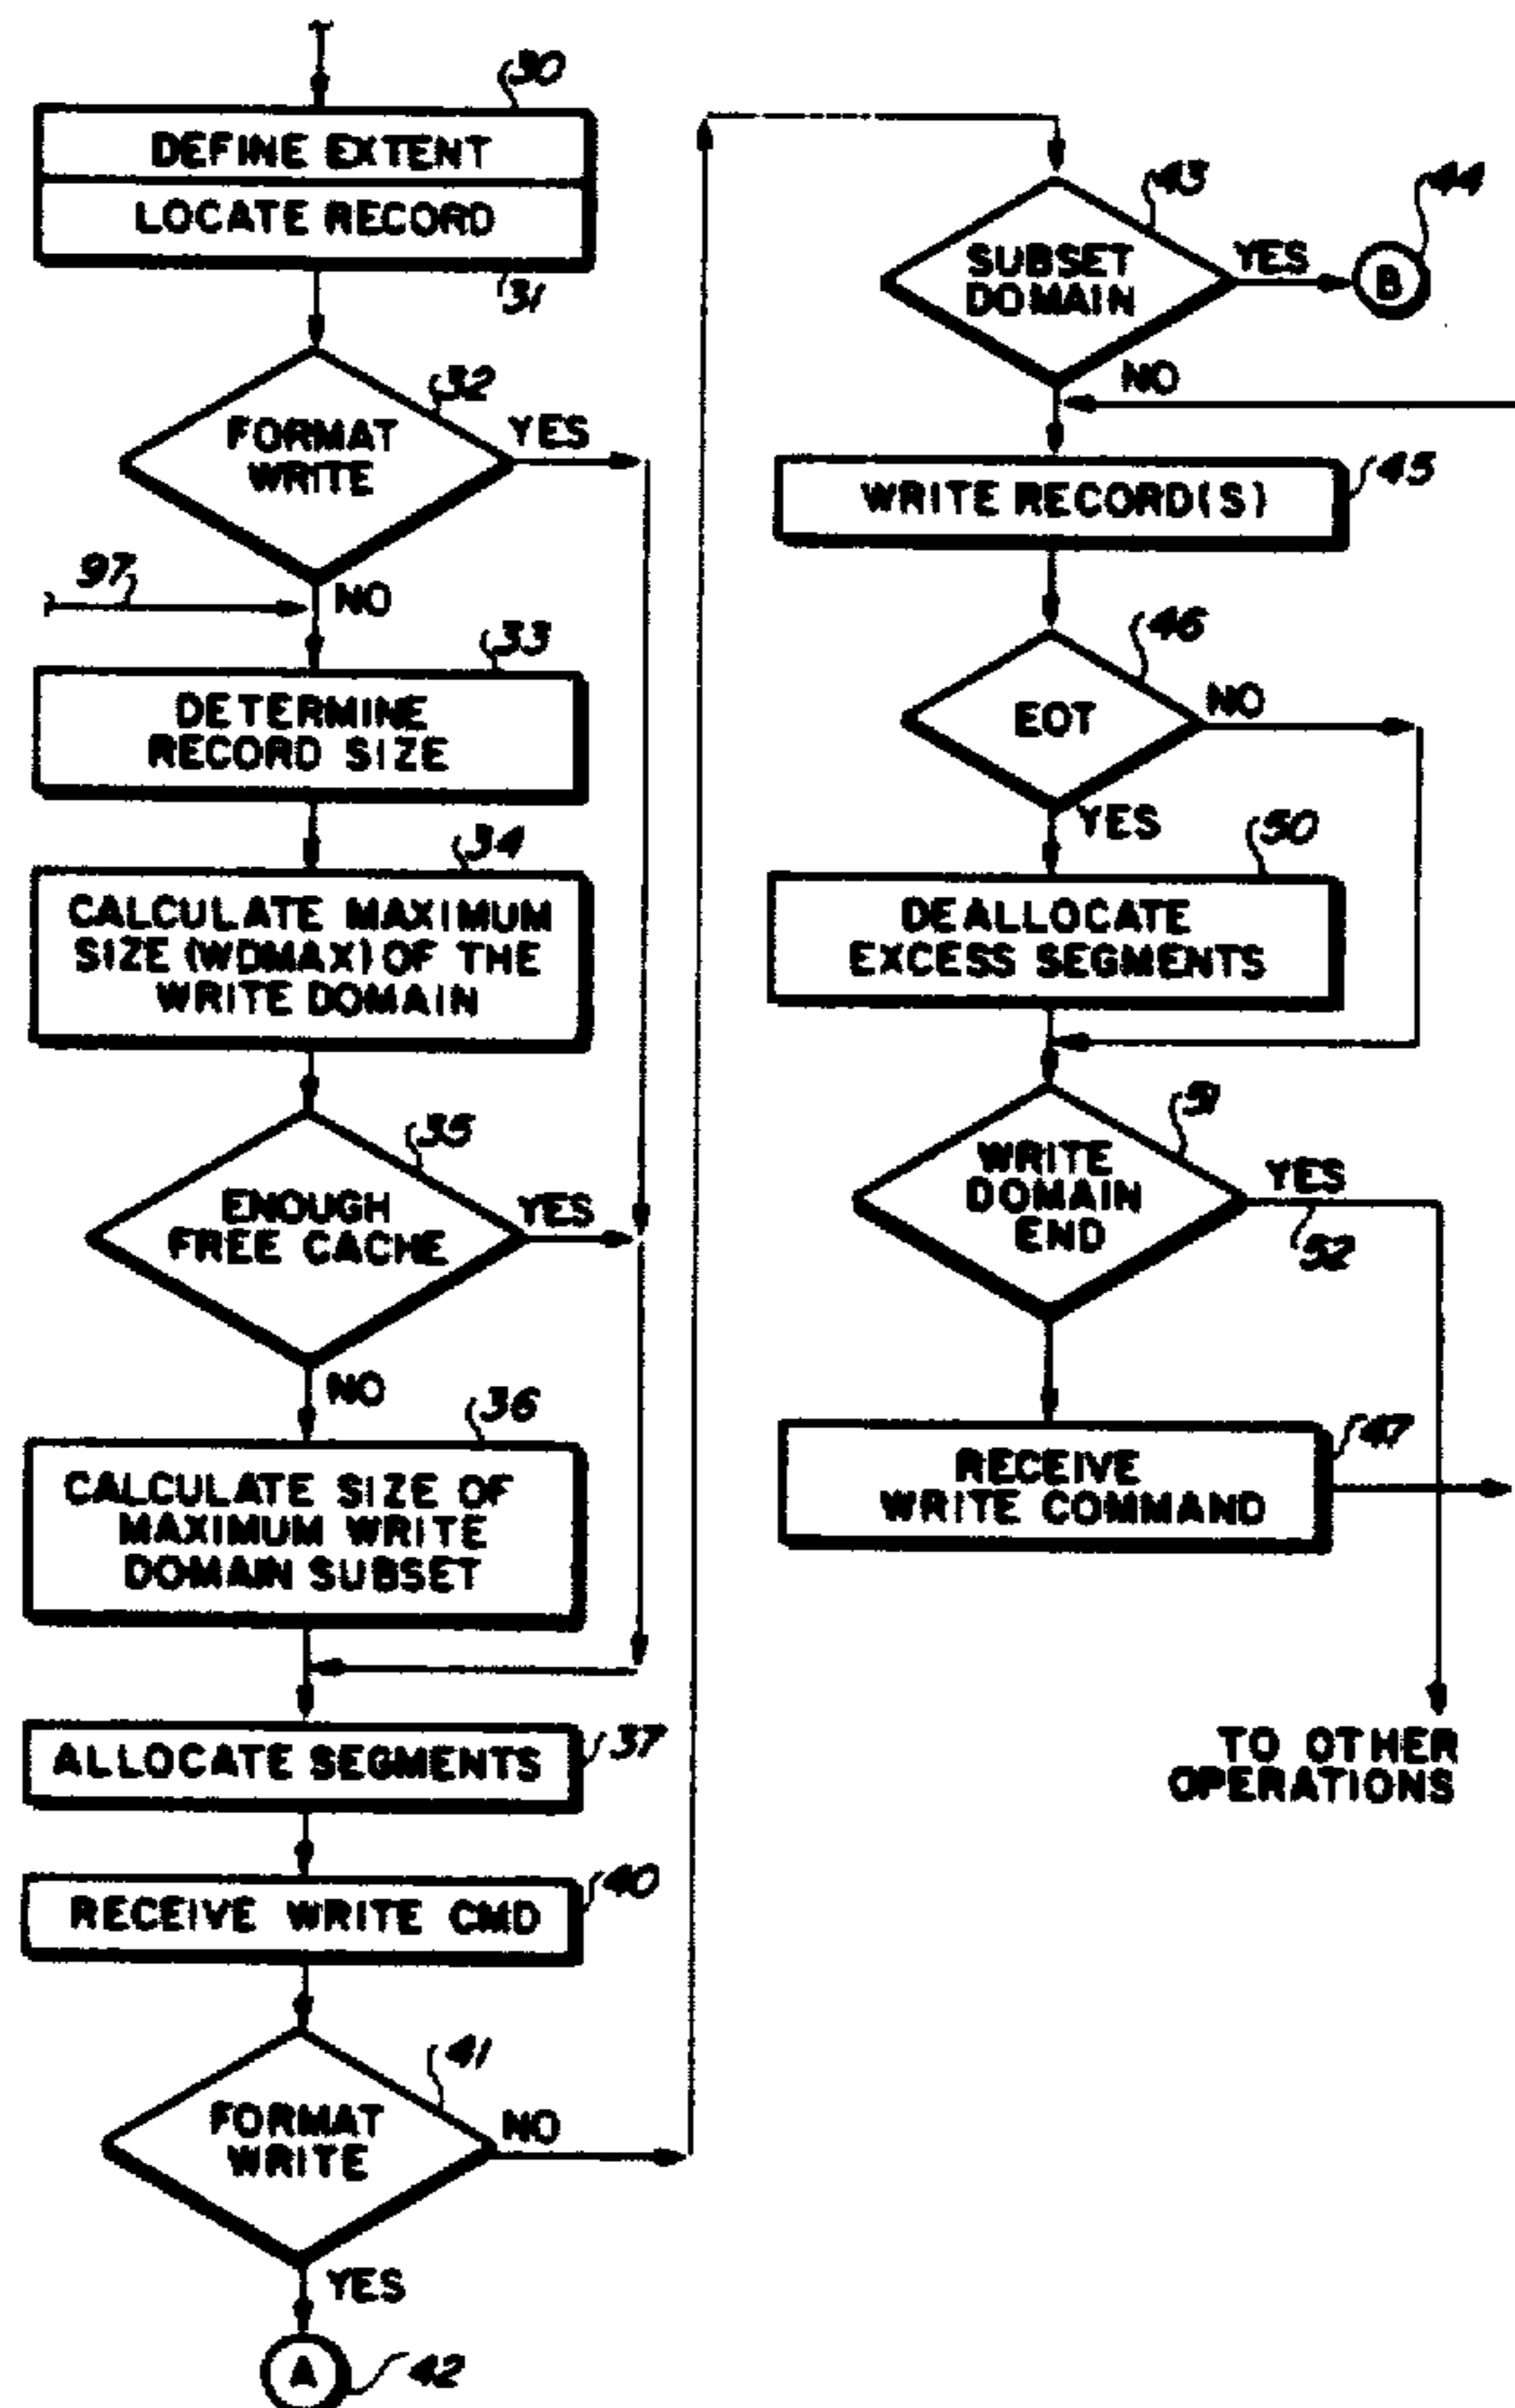 30
DEFINE EXTENT
LOCATE RECORD
31
32
FORMAT
WRITE
YES
97
NO
33
DETERMINE
RECORD SIZE
34
CALCULATE MAXIMUM
SIZE (WDMAX) OF THE
WRITE DOMAIN
35
ENOUGH
FREE CACHE
YES
NO
36
CALCULATE SIZE OF
MAXIMUM WRITE
DOMAIN SUBSET
ALLOCATE SEGMENTS
37
RECEIVE WRITE CMD
40
41
FORMAT
WRITE
NO
YES
A
42
43
44
SUBSET
DOMAIN
YES
B
NO
WRITE RECORD(S)
45
46
EOT
NO
YES
50
DEALLOCATE
EXCESS SEGMENTS
51
WRITE
DOMAIN
END
YES
52
RECEIVE
WRITE COMMAND
47
TO OTHER
OPERATIONS